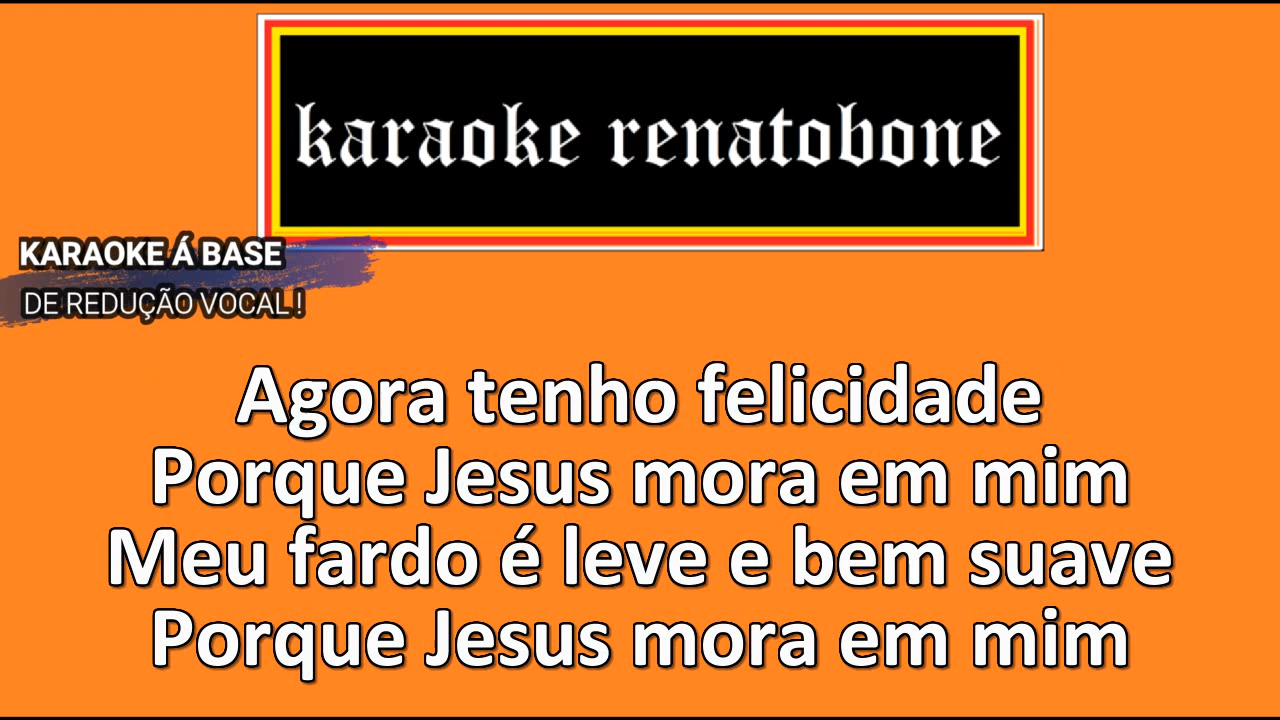 karaoke renatobone
KARAOKE Á BASE
DE REDUÇÃO VOCAL !
Agora tenho felicidade
Porque Jesus mora em mim
Meu fardo é leve e bem suave
Porque Jesus mora em mim